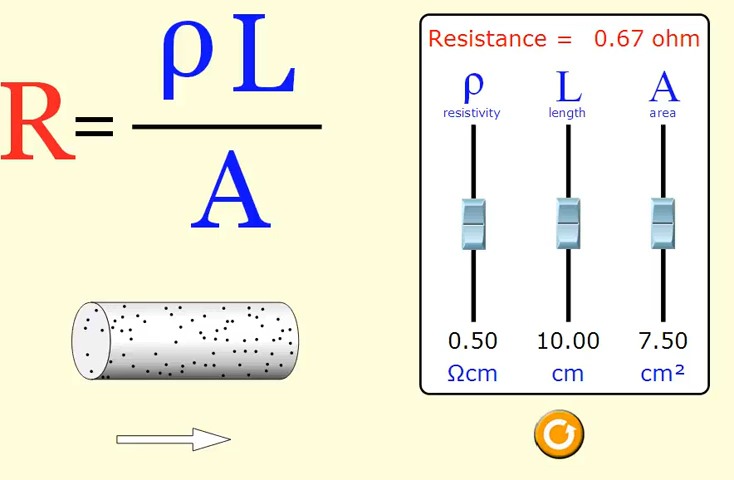 R = ρL / A
Resistance = 0.67 ohm
ρ L A
resistivity length area
0.50 10.00 7.50
Ωcm cm cm²